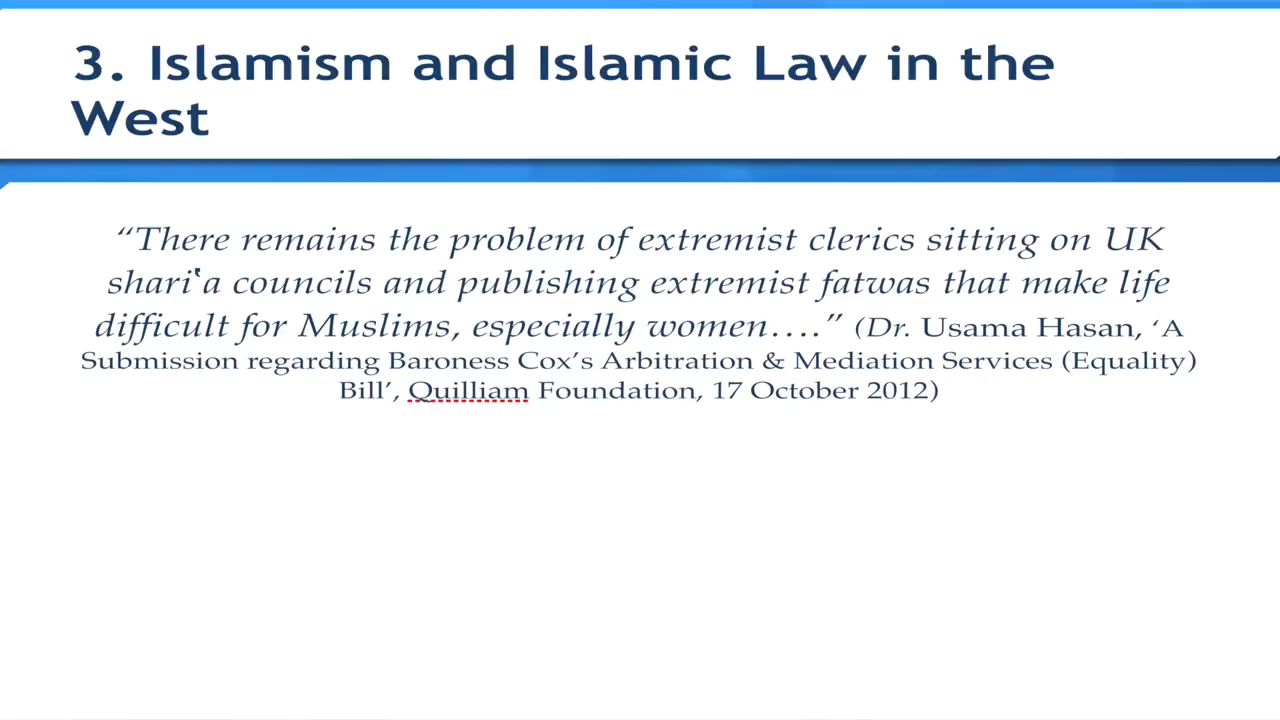 3. Islamism and Islamic Law in the
West
“There remains the problem of extremist clerics sitting on UK
shariʽa councils and publishing extremist fatwas that make life
difficult for Muslims, especially women….” (Dr. Usama Hasan, ‘A
Submission regarding Baroness Cox’s Arbitration & Mediation Services (Equality)
Bill’, Quilliam Foundation, 17 October 2012)